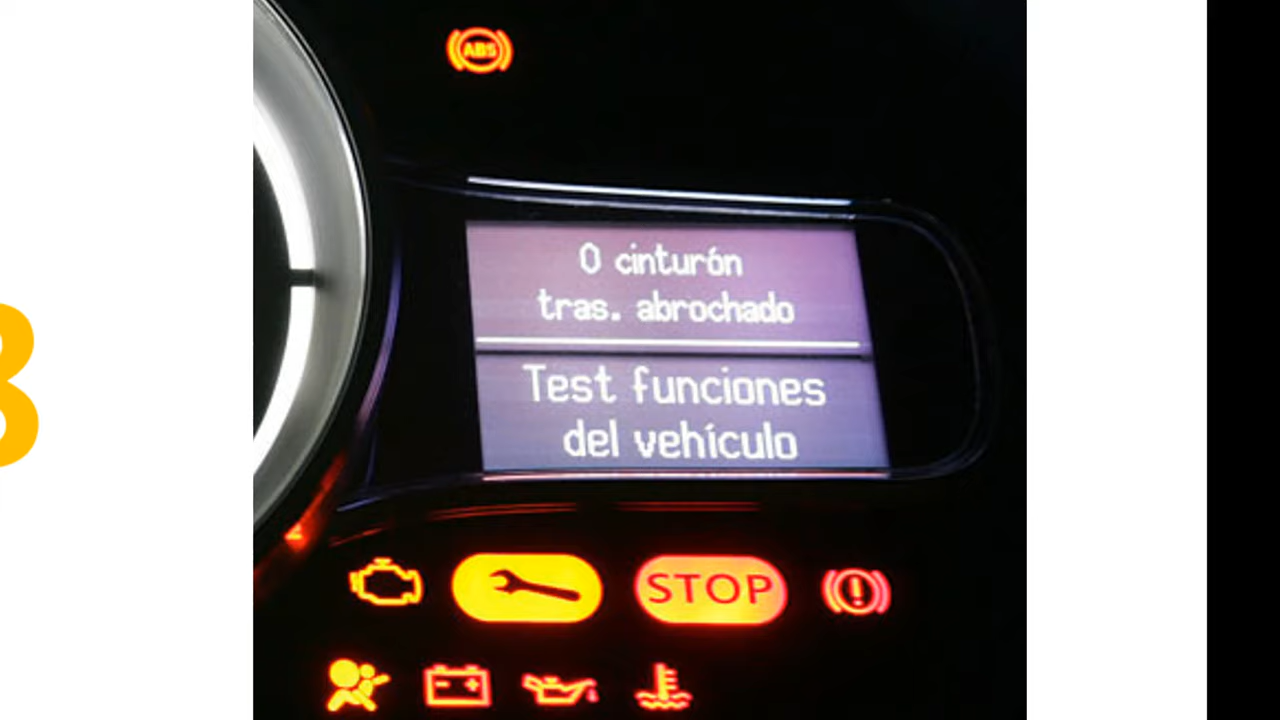 ABS
0 cinturón
tras. abrochado
Test funciones
del vehículo
STOP